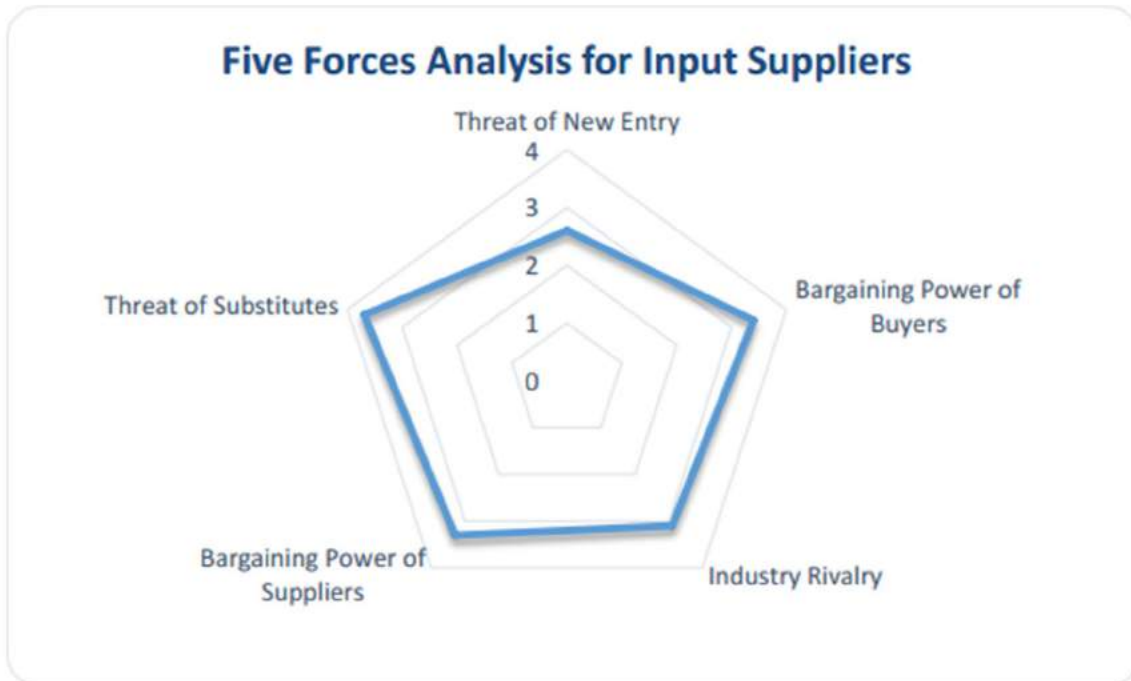 Five Forces Analysis for Input Suppliers
Threat of New Entry
4
3
2
1
0
Bargaining Power of
Buyers
Threat of Substitutes
Bargaining Power of
Suppliers
Industry Rivalry